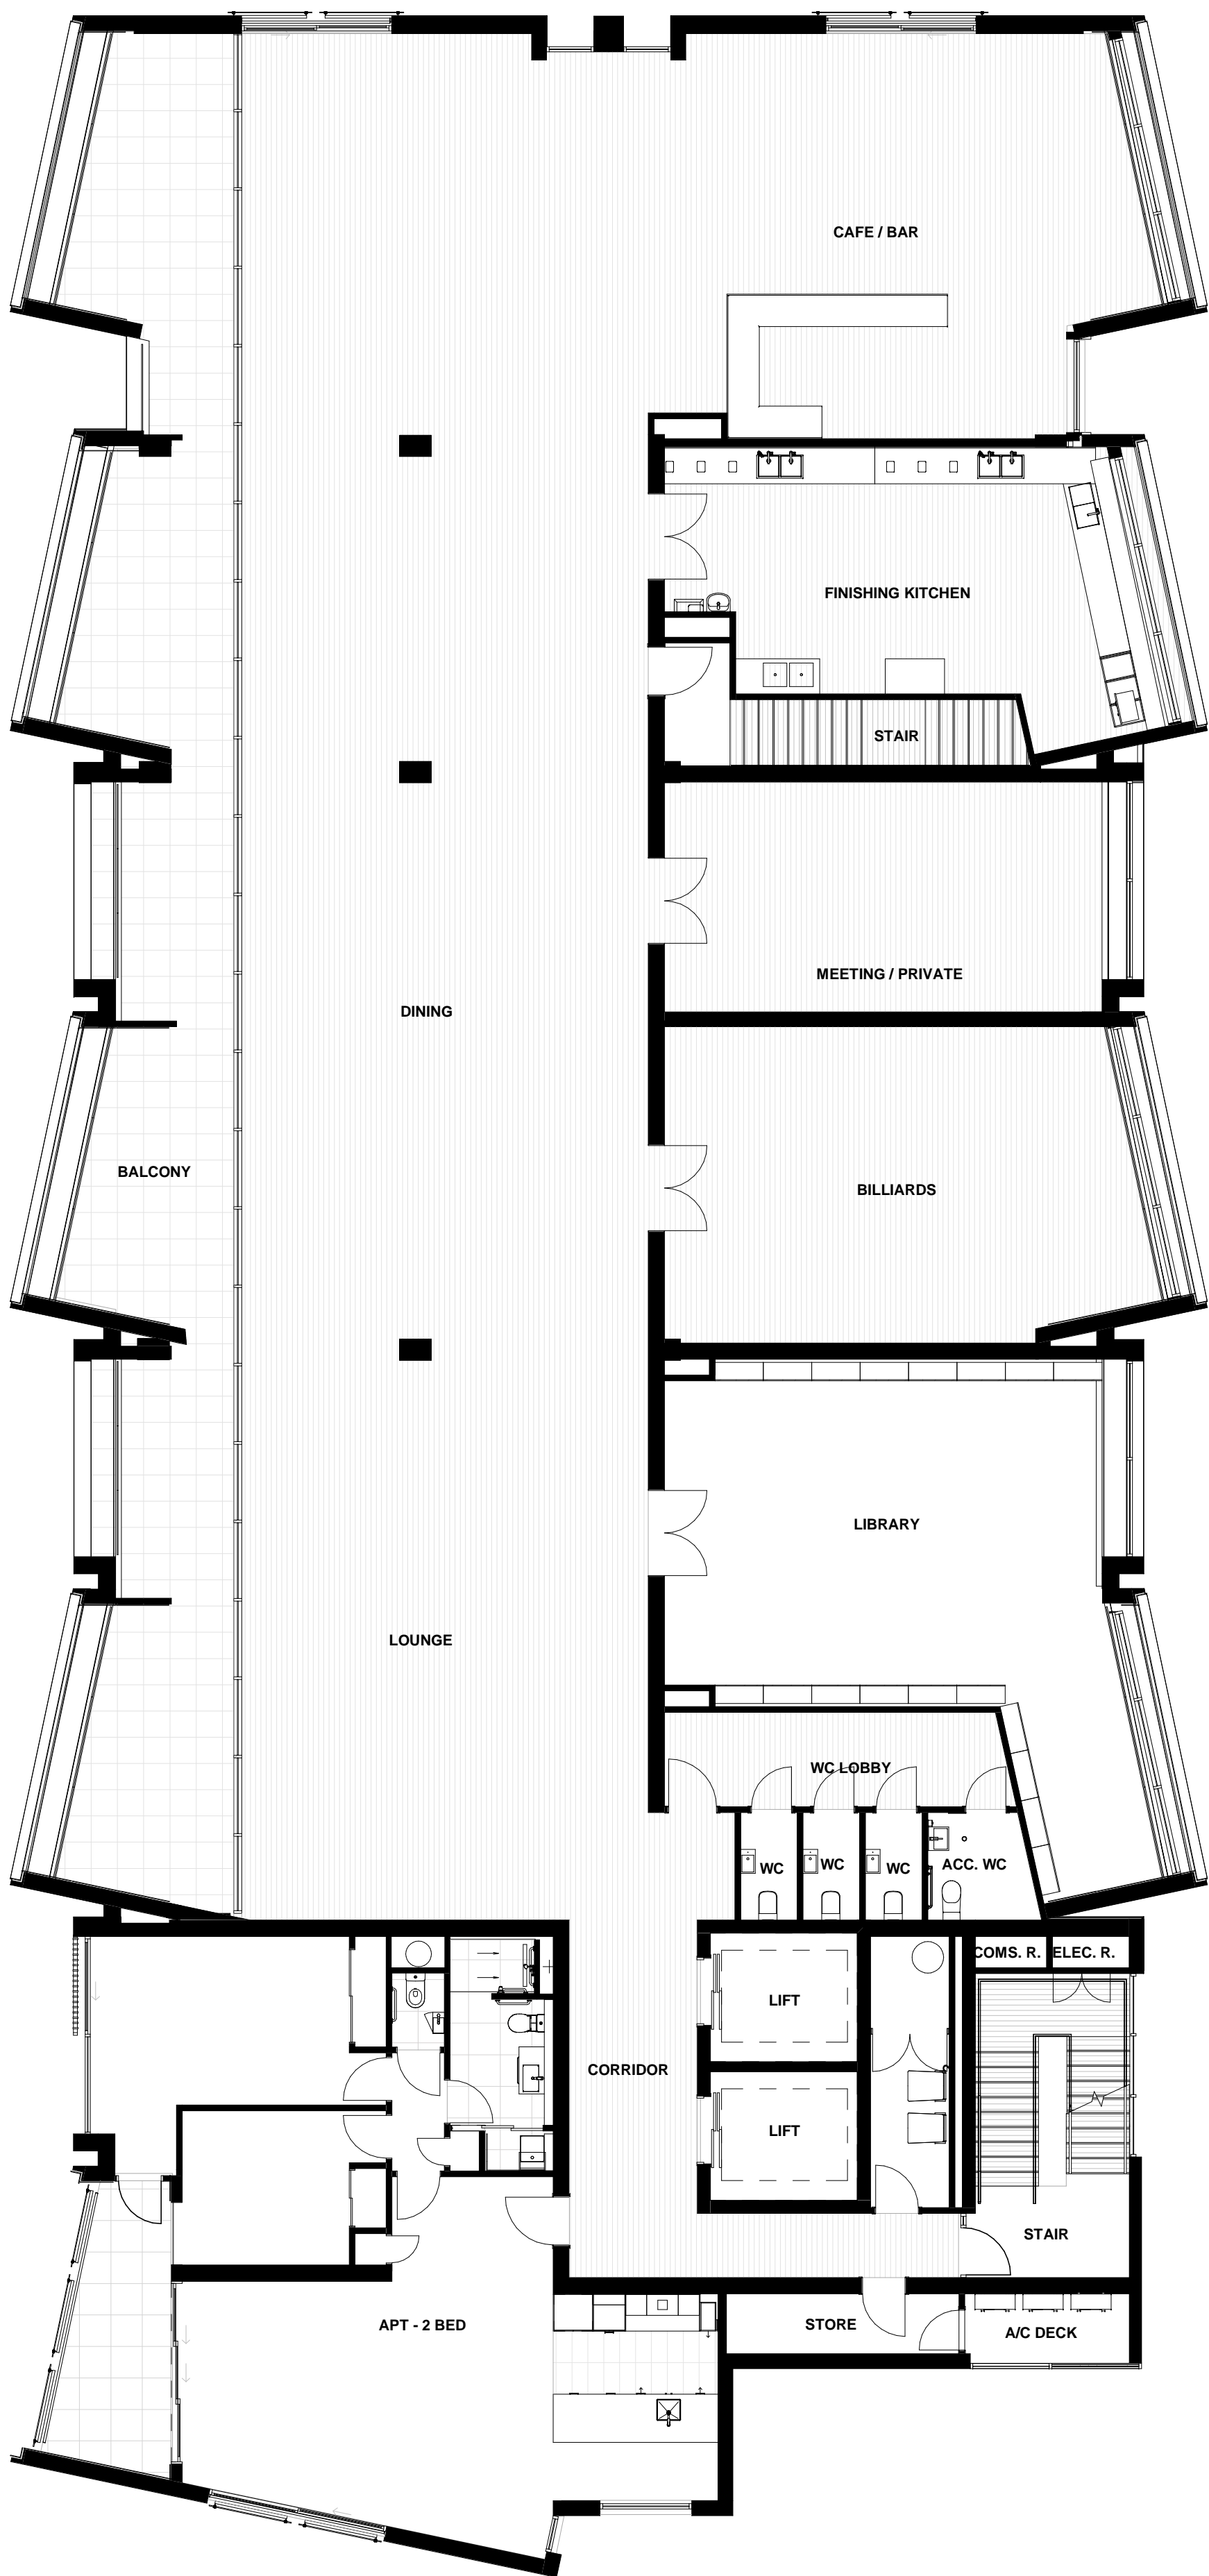 CAFE / BAR
FINISHING KITCHEN
STAIR
MEETING / PRIVATE
DINING
BALCONY
BILLIARDS
LIBRARY
LOUNGE
WC LOBBY
WC
WC
WC
ACC. WC
COMS. R.
ELEC. R.
LIFT
CORRIDOR
LIFT
STAIR
APT - 2 BED
STORE
A/C DECK